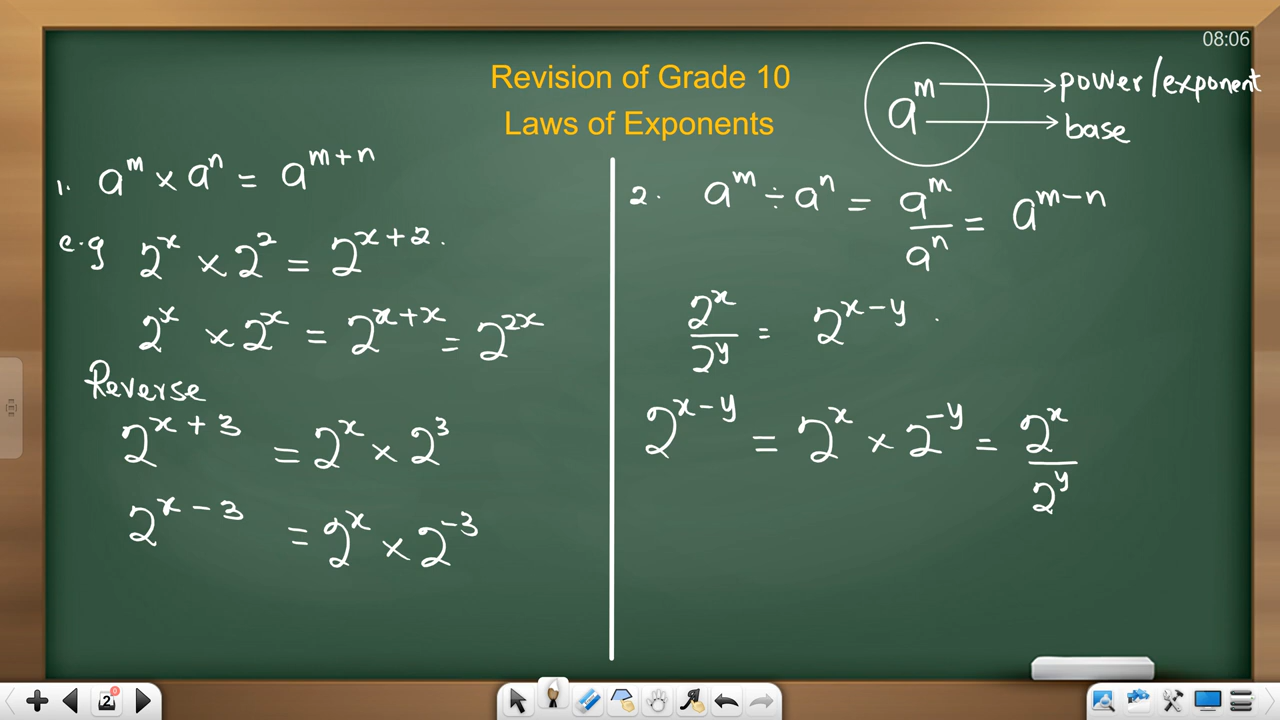 08:06
Revision of Grade 10
Laws of Exponents
a^m → power/exponent
→ base
1. a^m × a^n = a^{m+n}
e.g 2^x × 2^2 = 2^{x+2}.
2^x × 2^x = 2^{x+x} = 2^{2x}
Reverse
2^{x+3} = 2^x × 2^3
2^{x-3} = 2^x × 2^{-3}
2. a^m ÷ a^n = a^m/a^n = a^{m-n}
2^x/2^y = 2^{x-y}.
2^{x-y} = 2^x × 2^{-y} = 2^x/2^y
2
0